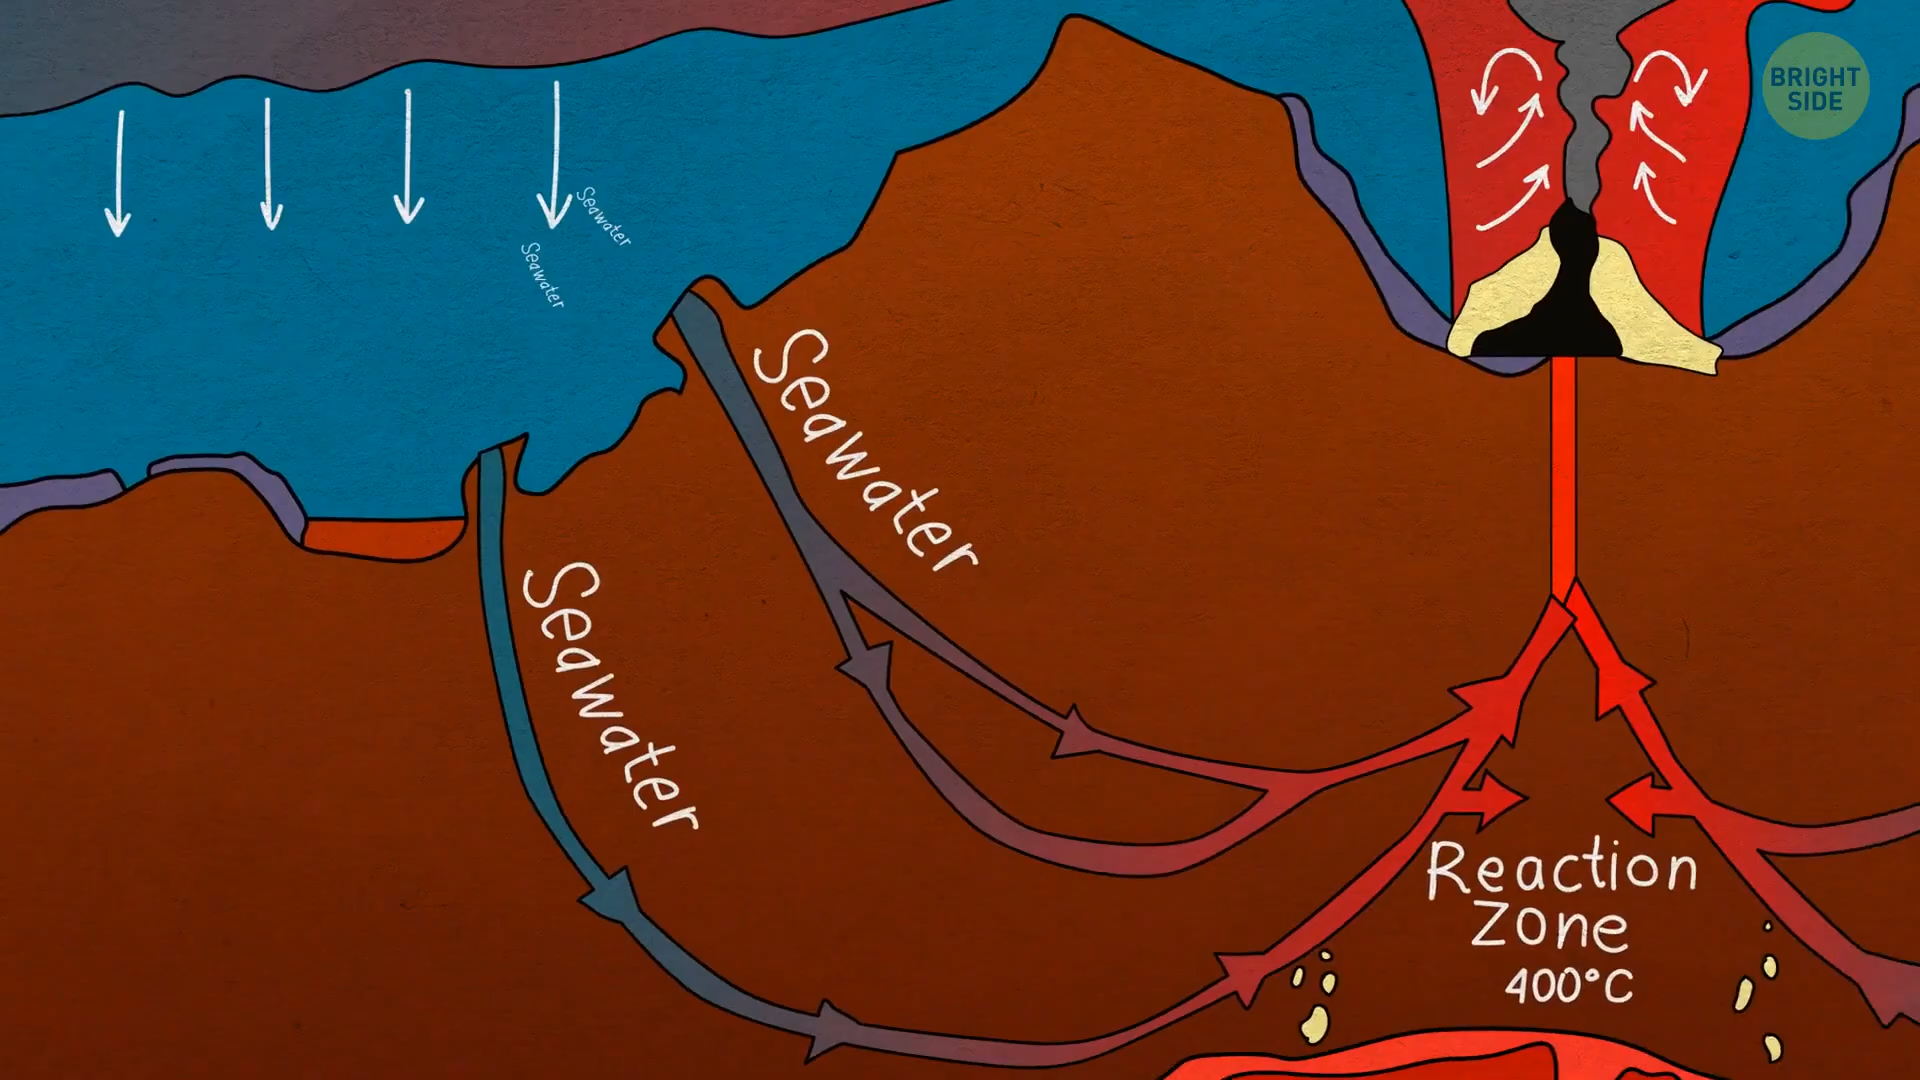 BRIGHT
SIDE
Seawater
Seawater
Seawater
Seawater
Reaction
Zone
400°C